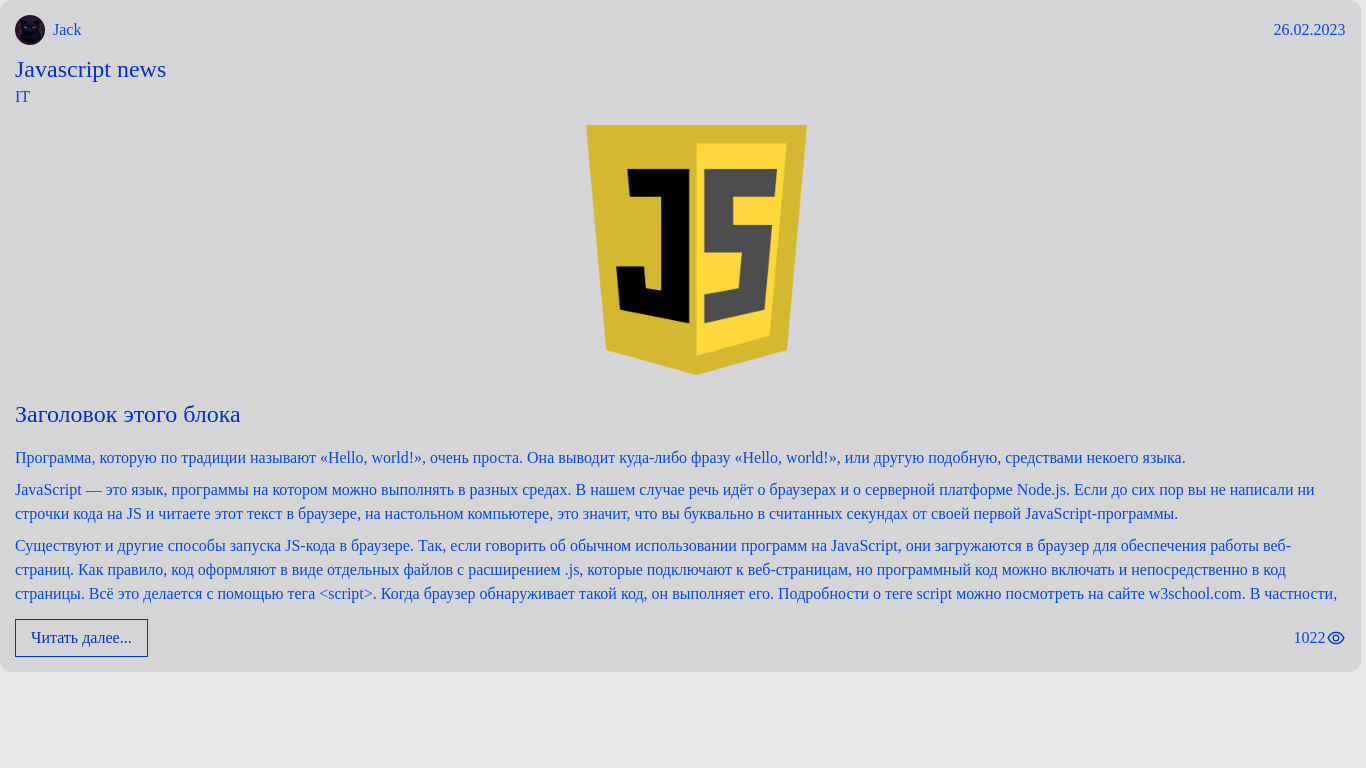 Jack
26.02.2023
Javascript news
IT
JS
Заголовок этого блока
Программа, которую по традиции называют «Hello, world!», очень проста. Она выводит куда-либо фразу «Hello, world!», или другую подобную, средствами некоего языка.
JavaScript — это язык, программы на котором можно выполнять в разных средах. В нашем случае речь идёт о браузерах и о серверной платформе Node.js. Если до сих пор вы не написали ни
строчки кода на JS и читаете этот текст в браузере, на настольном компьютере, это значит, что вы буквально в считанных секундах от своей первой JavaScript-программы.
Существуют и другие способы запуска JS-кода в браузере. Так, если говорить об обычном использовании программ на JavaScript, они загружаются в браузер для обеспечения работы веб-
страниц. Как правило, код оформляют в виде отдельных файлов с расширением .js, которые подключают к веб-страницам, но программный код можно включать и непосредственно в код
страницы. Всё это делается с помощью тега <script>. Когда браузер обнаруживает такой код, он выполняет его. Подробности о теге script можно посмотреть на сайте w3school.com. В частности,
Читать далее...
1022